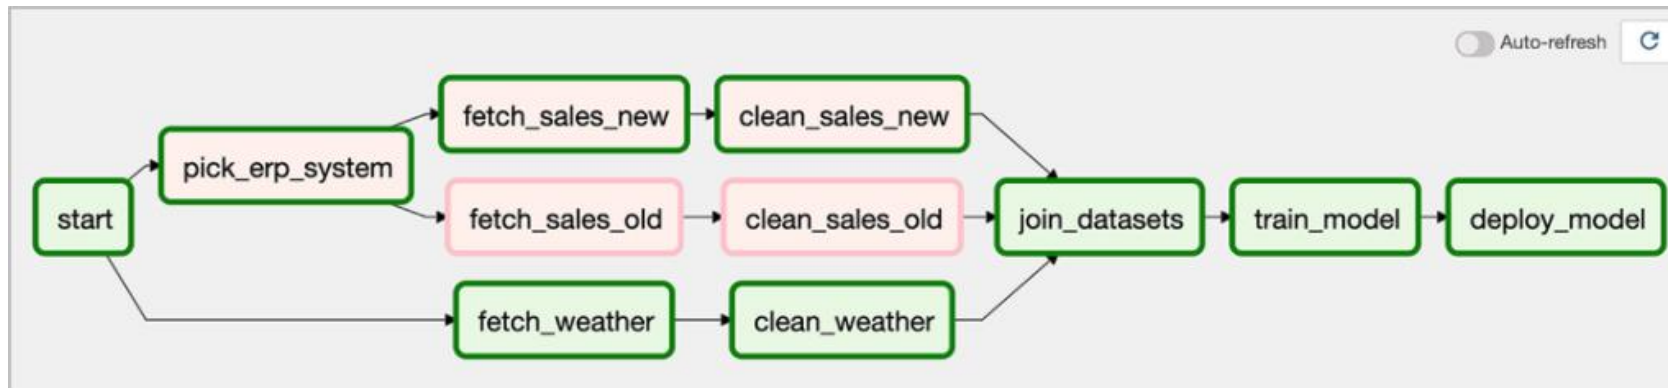 Auto-refresh
fetch_sales_new
clean_sales_new
pick_erp_system
start
fetch_sales_old
clean_sales_old
join_datasets
train_model
deploy_model
fetch_weather
clean_weather